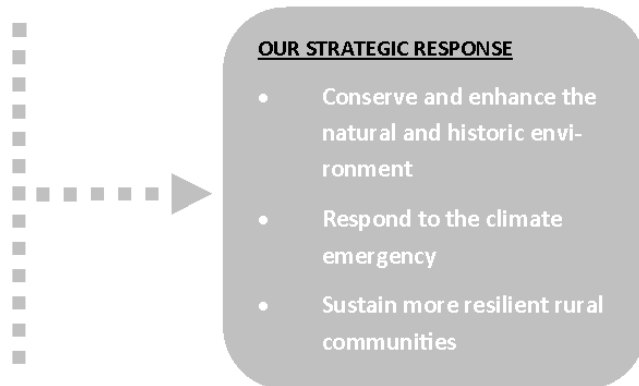 OUR STRATEGIC RESPONSE
• Conserve and enhance the
natural and historic envi-
ronment
• Respond to the climate
emergency
• Sustain more resilient rural
communities